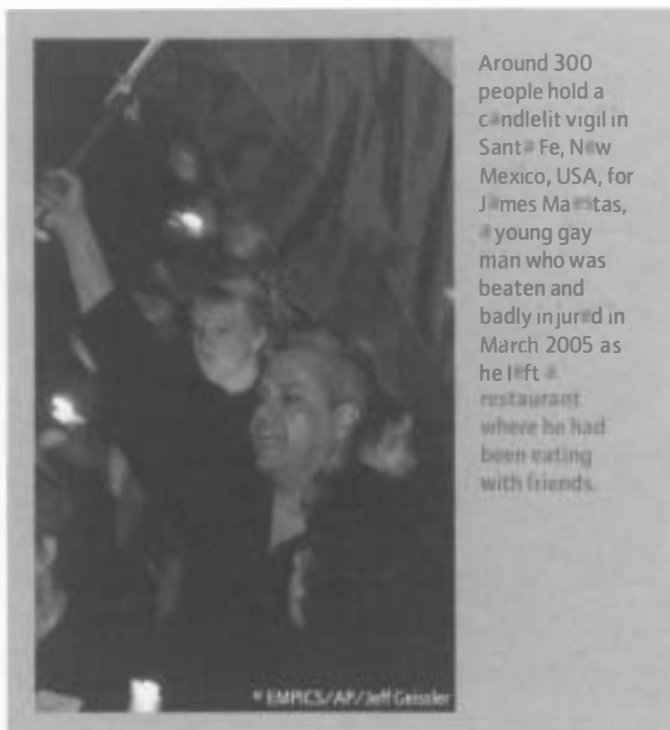 Around 300
people hold a
candlelit vigil in
Santa Fe, New
Mexico, USA, for
James Maestas,
a young gay
man who was
beaten and
badly injured in
March 2005 as
he left a
restaurant
where he had
been eating
with friends.
© EMPICS/AP/Jeff Geissler